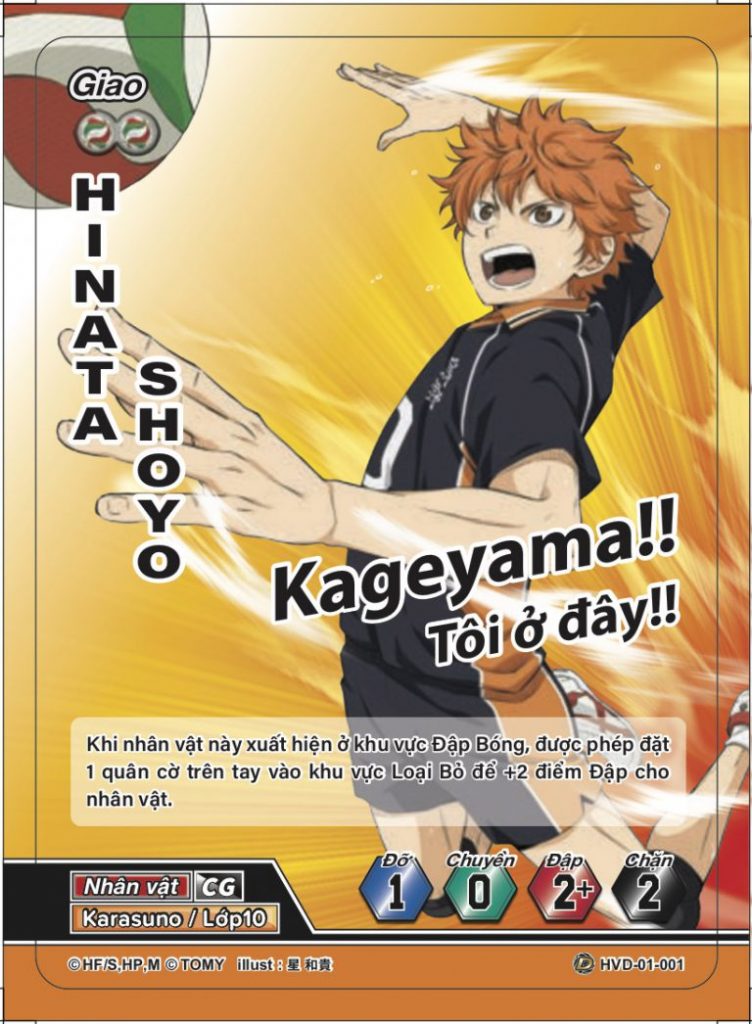 Giao
HINATA
SHOYO
Kageyama!!
Tôi ở đây!!
Khi nhân vật này xuất hiện ở khu vực Đập Bóng, được phép đặt
1 quân cờ trên tay vào khu vực Loại Bỏ để +2 điểm Đập cho
nhân vật.
Đỡ Chuyền Đập Chặn
1 0 2+ 2
Nhân vật CG
Karasuno / Lớp10
©HF/S,HP,M ©TOMY illust : 星 和貴
HVD-01-001